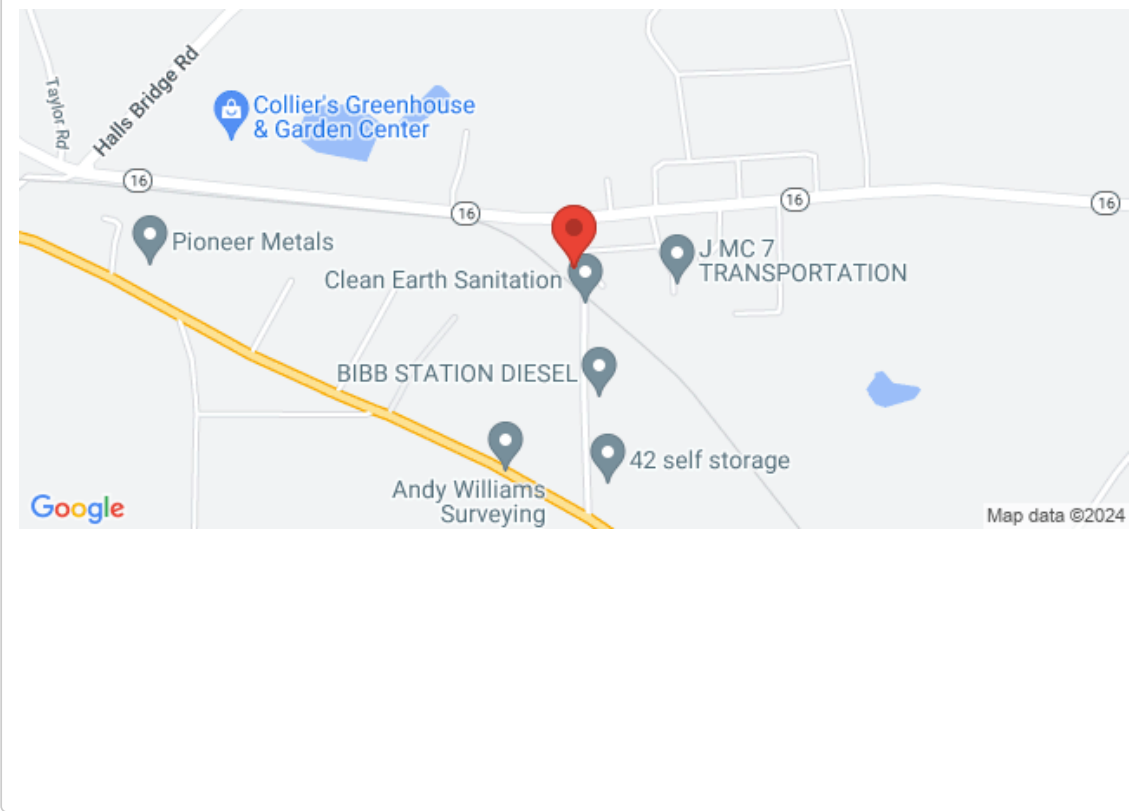 Taylor Rd
Halls Bridge Rd
Collier's Greenhouse
& Garden Center
16
16
16
16
Pioneer Metals
J MC 7
TRANSPORTATION
Clean Earth Sanitation
BIBB STATION DIESEL
42 self storage
Andy Williams
Surveying
Google
Map data ©2024